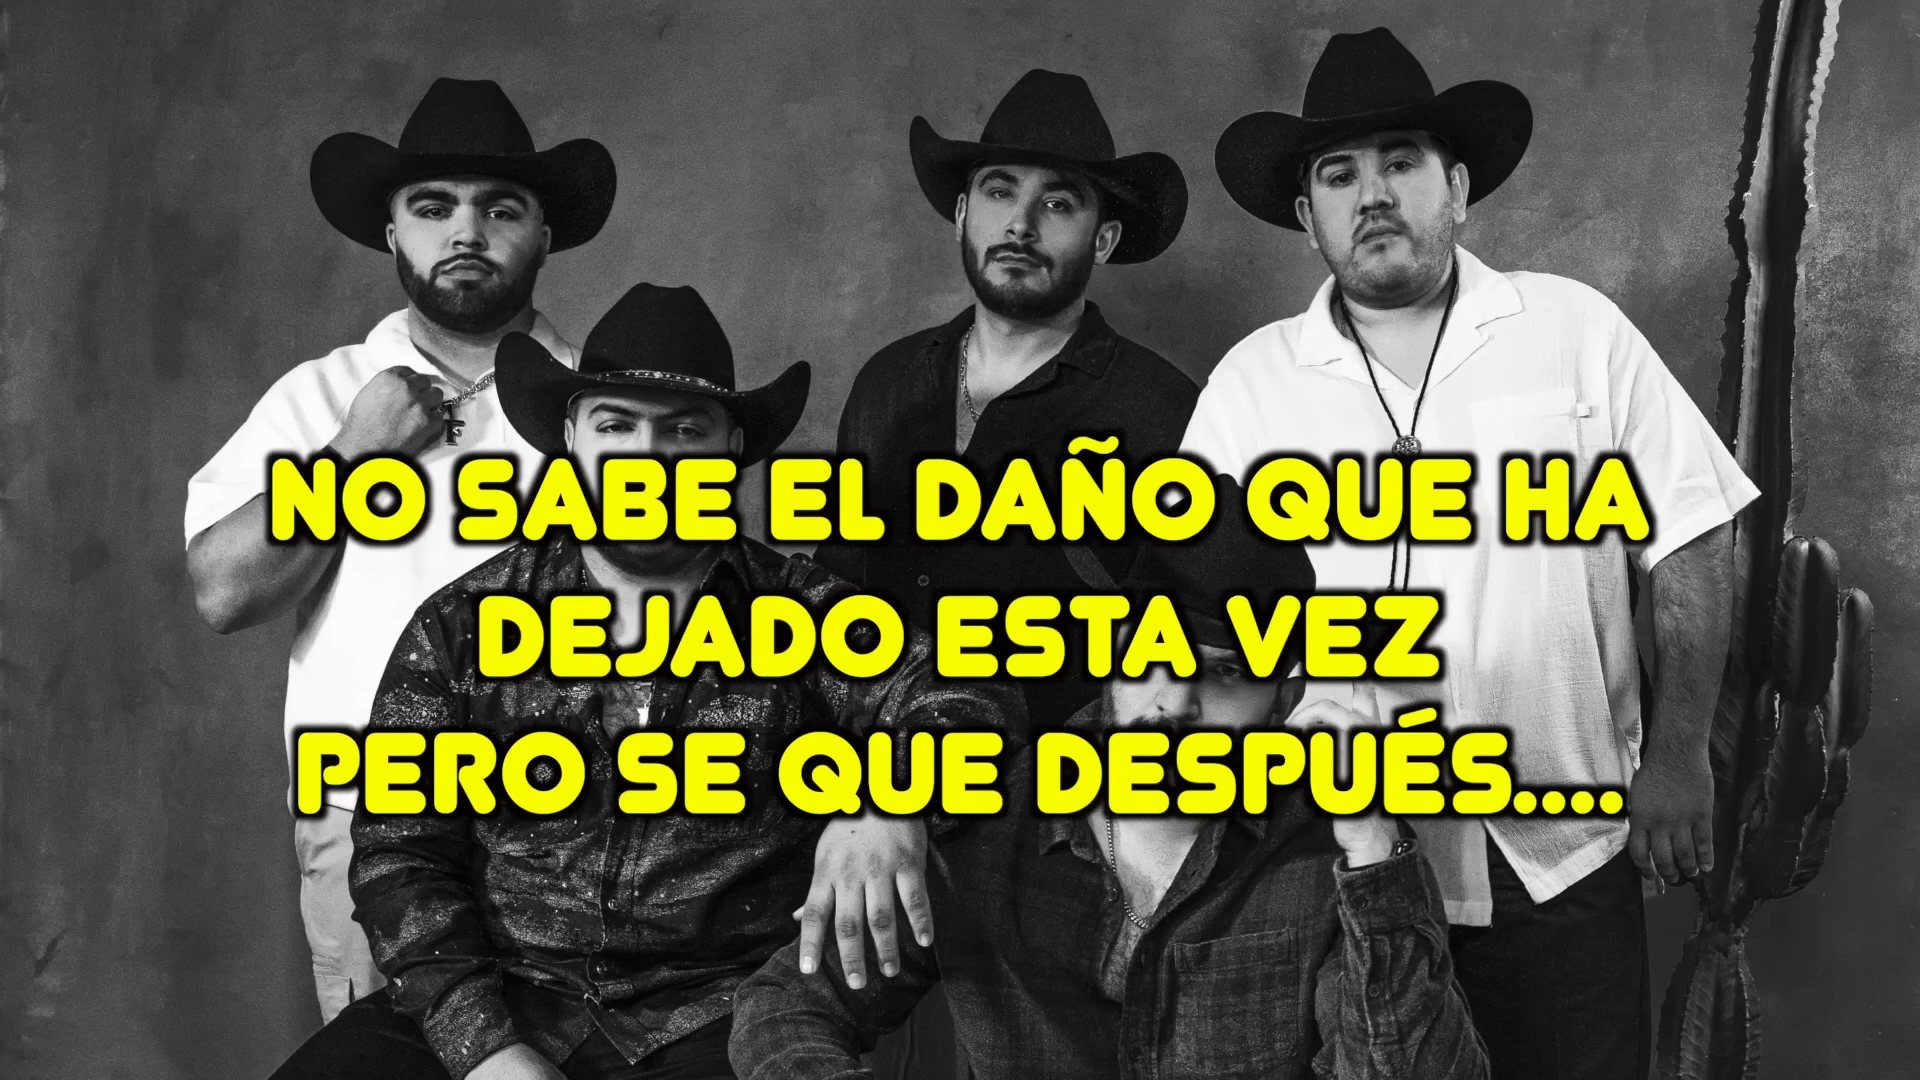 NO SABE EL DAÑO QUE HA
DEJADO ESTA VEZ
PERO SE QUE DESPUÉS....